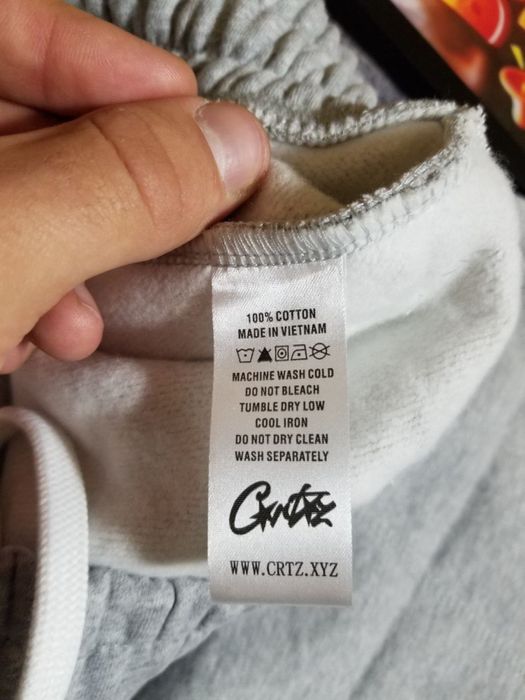 100% COTTON
MADE IN VIETNAM
MACHINE WASH COLD
DO NOT BLEACH
TUMBLE DRY LOW
COOL IRON
DO NOT DRY CLEAN
WASH SEPARATELY
Crtz
WWW.CRTZ.XYZ